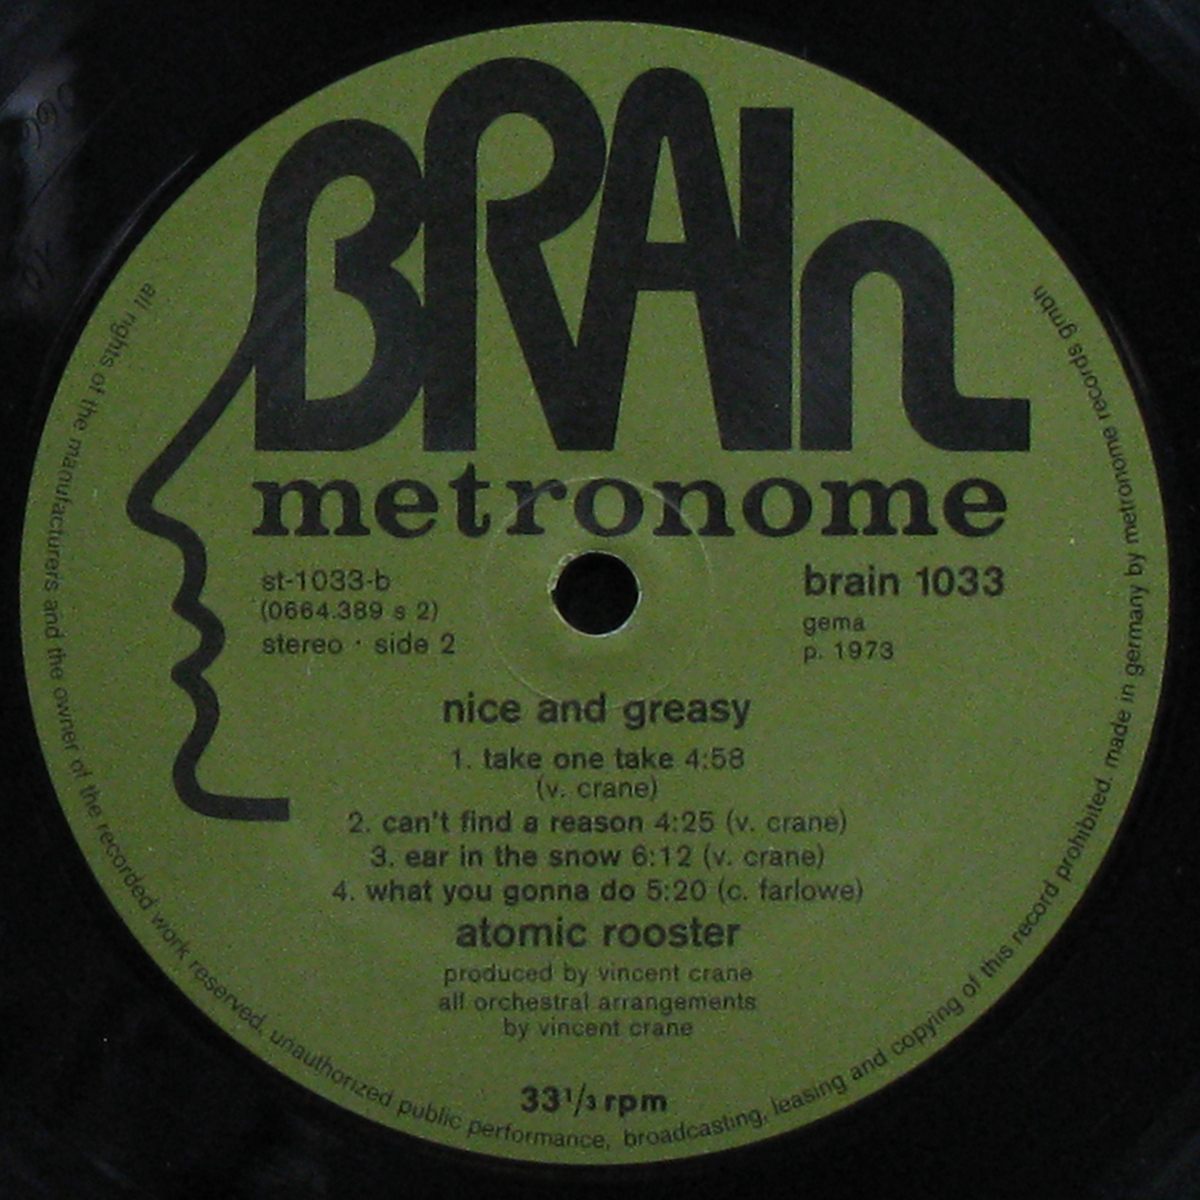 BRAIN
metronome
st-1033-b
(0664.389 s 2)
stereo · side 2
brain 1033
gema
p. 1973
nice and greasy
1. take one take 4:58
(v. crane)
2. can't find a reason 4:25 (v. crane)
3. ear in the snow 6:12 (v. crane)
4. what you gonna do 5:20 (c. farlowe)
atomic rooster
produced by vincent crane
all orchestral arrangements
by vincent crane
33 1/3 rpm
all rights of the manufacturers and the owner of the recorded work reserved. unauthorized public performance, broadcasting, leasing and copying of this record prohibited. made in germany by metronome records gmbh